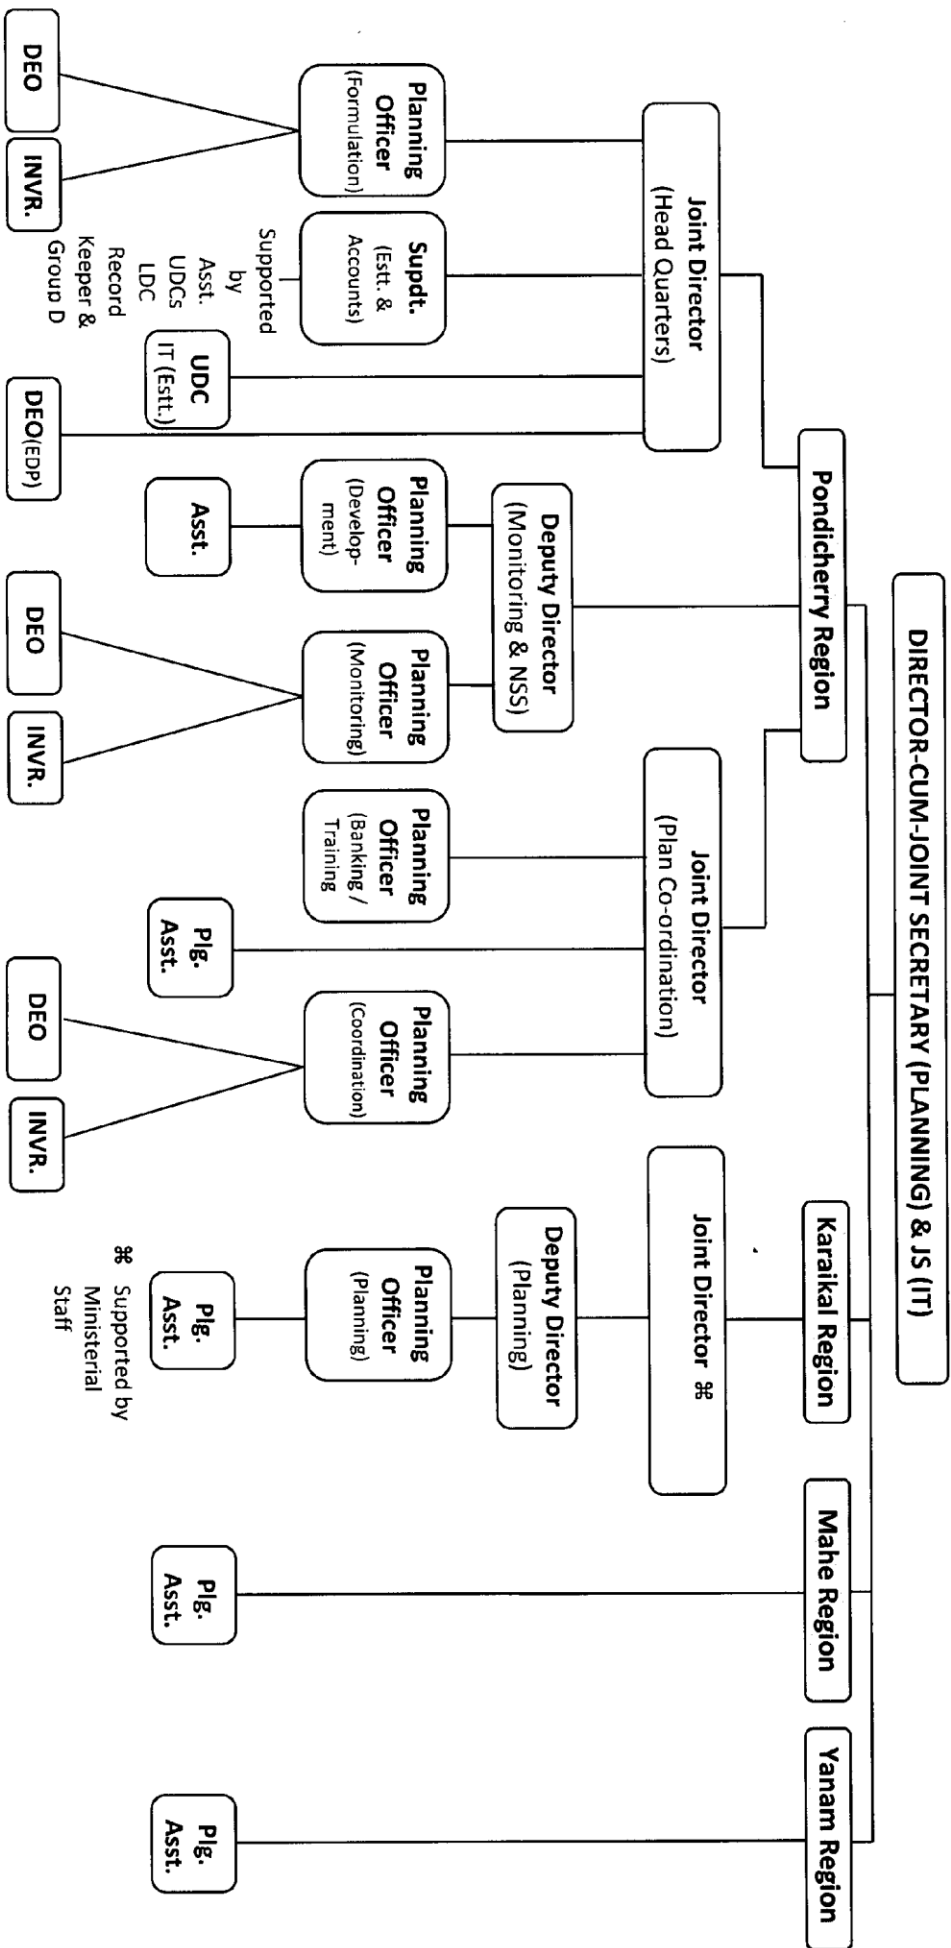 DIRECTOR-CUM-JOINT SECRETARY (PLANNING) & JS (IT)
Pondicherry Region
Karaikal Region
Mahe Region
Yanam Region
Joint Director
(Head Quarters)
Joint Director
(Plan Co-ordination)
Joint Director ⌘
Deputy Director
(Monitoring & NSS)
Deputy Director
(Planning)
Planning
Officer
(Formulation)
Supdt.
(Estt. &
Accounts)
Planning
Officer
(Develop-
ment)
Planning
Officer
(Monitoring)
Planning
Officer
(Banking /
Training
Planning
Officer
(Coordination)
Planning
Officer
(Planning)
Supported
by
Asst.
UDCs
LDC
Record
Keeper &
Group D
UDC
IT (Estt.)
Asst.
Plg.
Asst.
Plg.
Asst.
Plg.
Asst.
Plg.
Asst.
⌘ Supported by
Ministerial
Staff
DEO
INVR.
DEO(EDP)
DEO
INVR.
DEO
INVR.